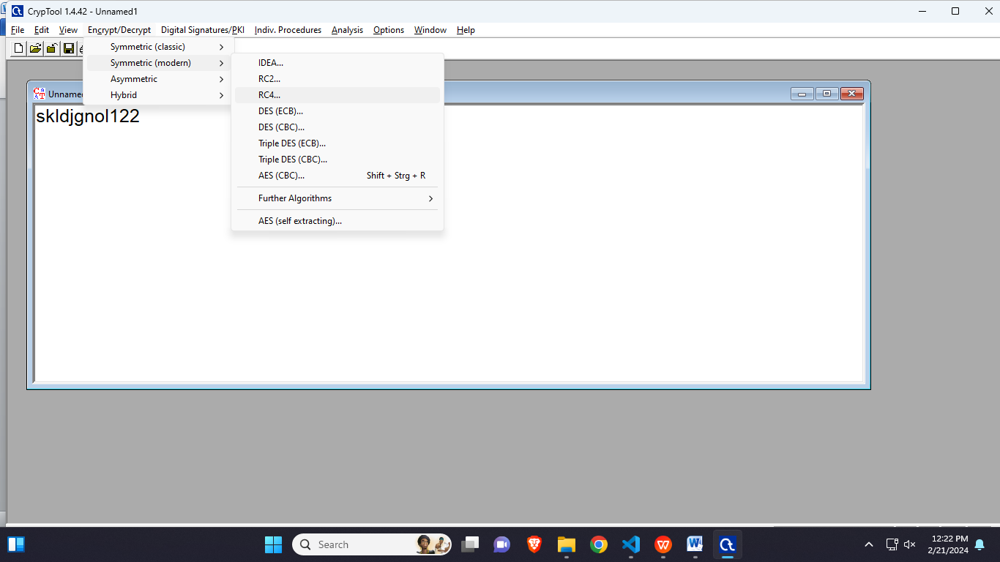 CrypTool 1.4.42 - Unnamed1
File Edit View Encrypt/Decrypt Digital Signatures/PKI Indiv. Procedures Analysis Options Window Help
Symmetric (classic)
Symmetric (modern)
Asymmetric
Hybrid
IDEA...
RC2...
RC4...
DES (ECB)...
DES (CBC)...
Triple DES (ECB)...
Triple DES (CBC)...
AES (CBC)... Shift + Strg + R
Further Algorithms
AES (self extracting)...
skldjgnol122
Search
12:22 PM
2/21/2024